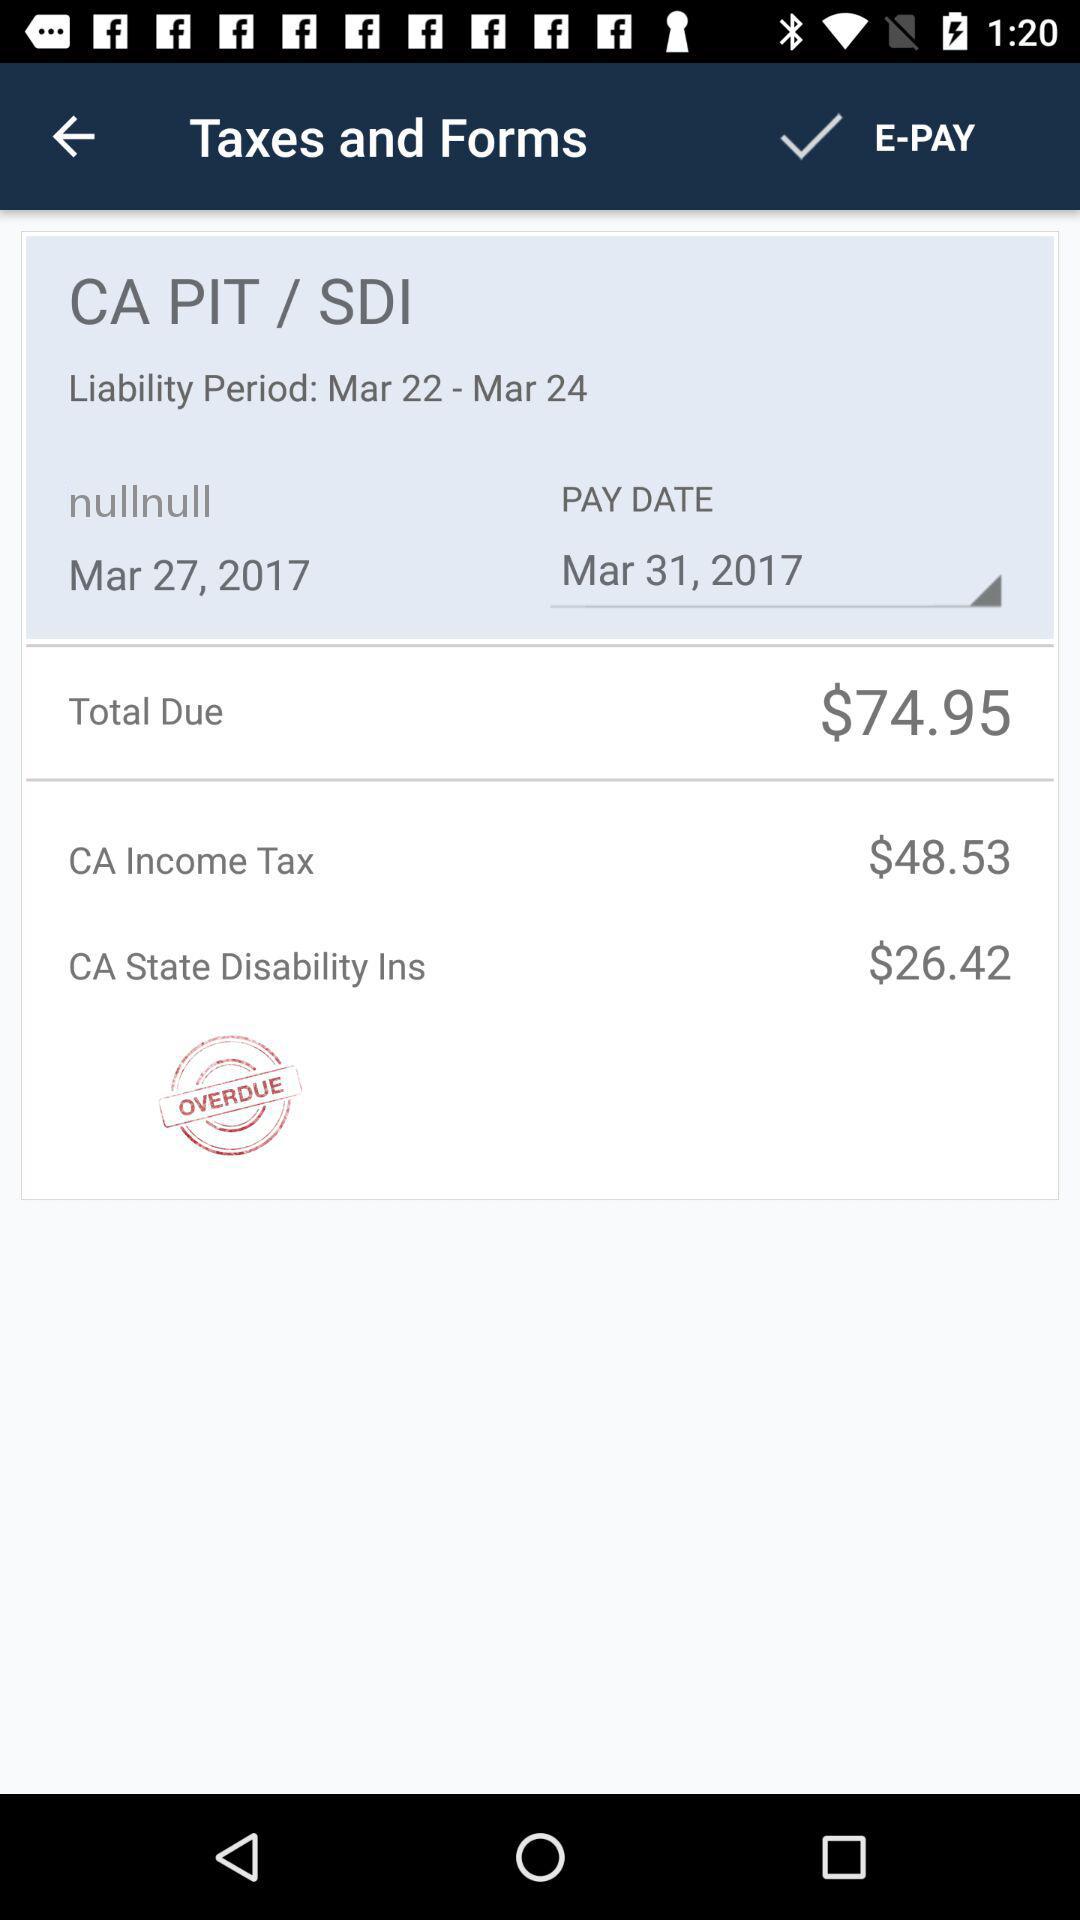 1:20
Taxes and Forms
E-PAY
CA PIT / SDI
Liability Period: Mar 22 - Mar 24
nullnull
PAY DATE
Mar 27, 2017
Mar 31, 2017
Total Due
$74.95
CA Income Tax
$48.53
CA State Disability Ins
$26.42
OVERDUE